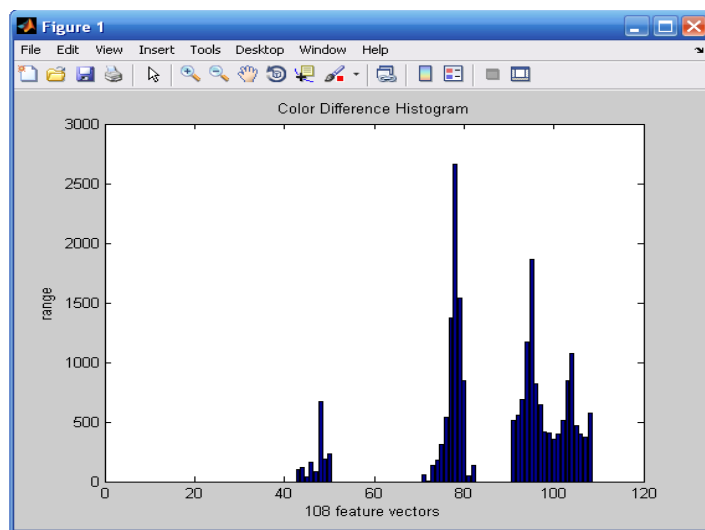 Figure 1
File Edit View Insert Tools Desktop Window Help
Color Difference Histogram
3000
2500
2000
1500
1000
500
0
range
0 20 40 60 80 100 120
108 feature vectors